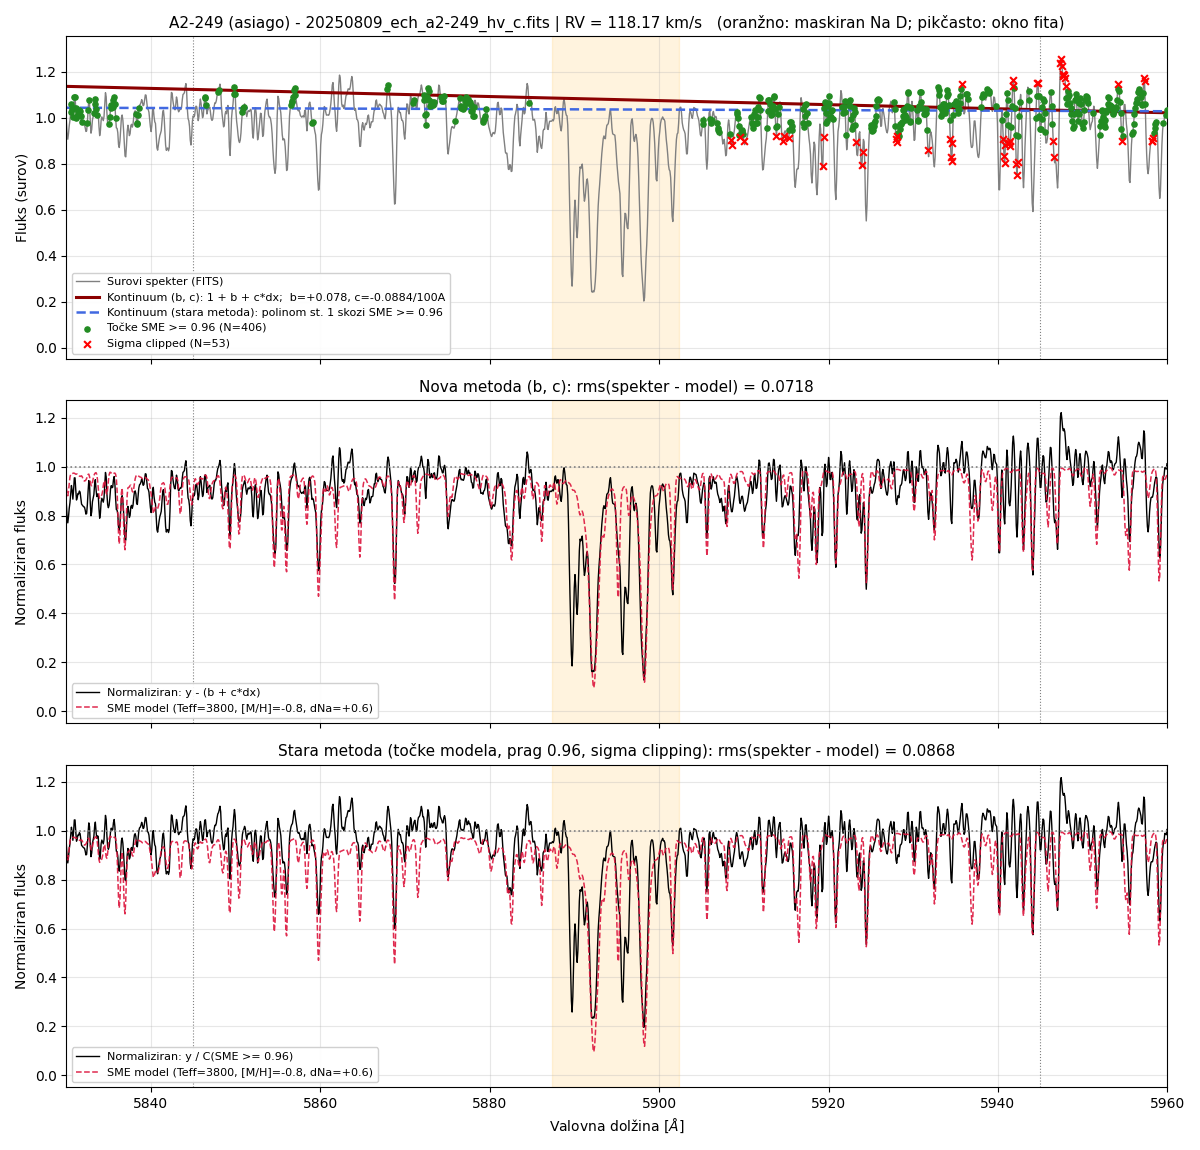 A2-249 (asiago) - 20250809_ech_a2-249_hv_c.fits | RV = 118.17 km/s   (oranžno: maskiran Na D; pikčasto: okno fita)
1.2
1.0
0.8
0.6
0.4
0.2
0.0
Fluks (surov)
Surovi spekter (FITS)
Kontinuum (b, c): 1 + b + c*dx;  b=+0.078, c=-0.0884/100A
Kontinuum (stara metoda): polinom st. 1 skozi SME >= 0.96
Točke SME >= 0.96 (N=406)
Sigma clipped (N=53)
Nova metoda (b, c): rms(spekter - model) = 0.0718
1.2
1.0
0.8
0.6
0.4
0.2
0.0
Normaliziran fluks
Normaliziran: y - (b + c*dx)
SME model (Teff=3800, [M/H]=-0.8, dNa=+0.6)
Stara metoda (točke modela, prag 0.96, sigma clipping): rms(spekter - model) = 0.0868
1.2
1.0
0.8
0.6
0.4
0.2
0.0
Normaliziran fluks
Normaliziran: y / C(SME >= 0.96)
SME model (Teff=3800, [M/H]=-0.8, dNa=+0.6)
5840 5860 5880 5900 5920 5940 5960
Valovna dolžina [Å]